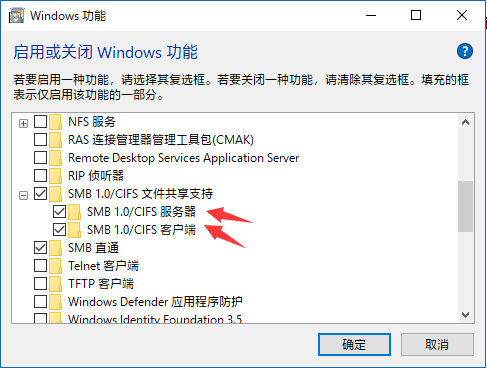 Windows 功能
启用或关闭 Windows 功能
若要启用一种功能，请选择其复选框。若要关闭一种功能，请清除其复选框。填充的框
表示仅启用该功能的一部分。
NFS 服务
RAS 连接管理器管理工具包(CMAK)
Remote Desktop Services Application Server
RIP 侦听器
SMB 1.0/CIFS 文件共享支持
SMB 1.0/CIFS 服务器
SMB 1.0/CIFS 客户端
SMB 直通
Telnet 客户端
TFTP 客户端
Windows Defender 应用程序防护
Windows Identity Foundation 3.5
确定
取消